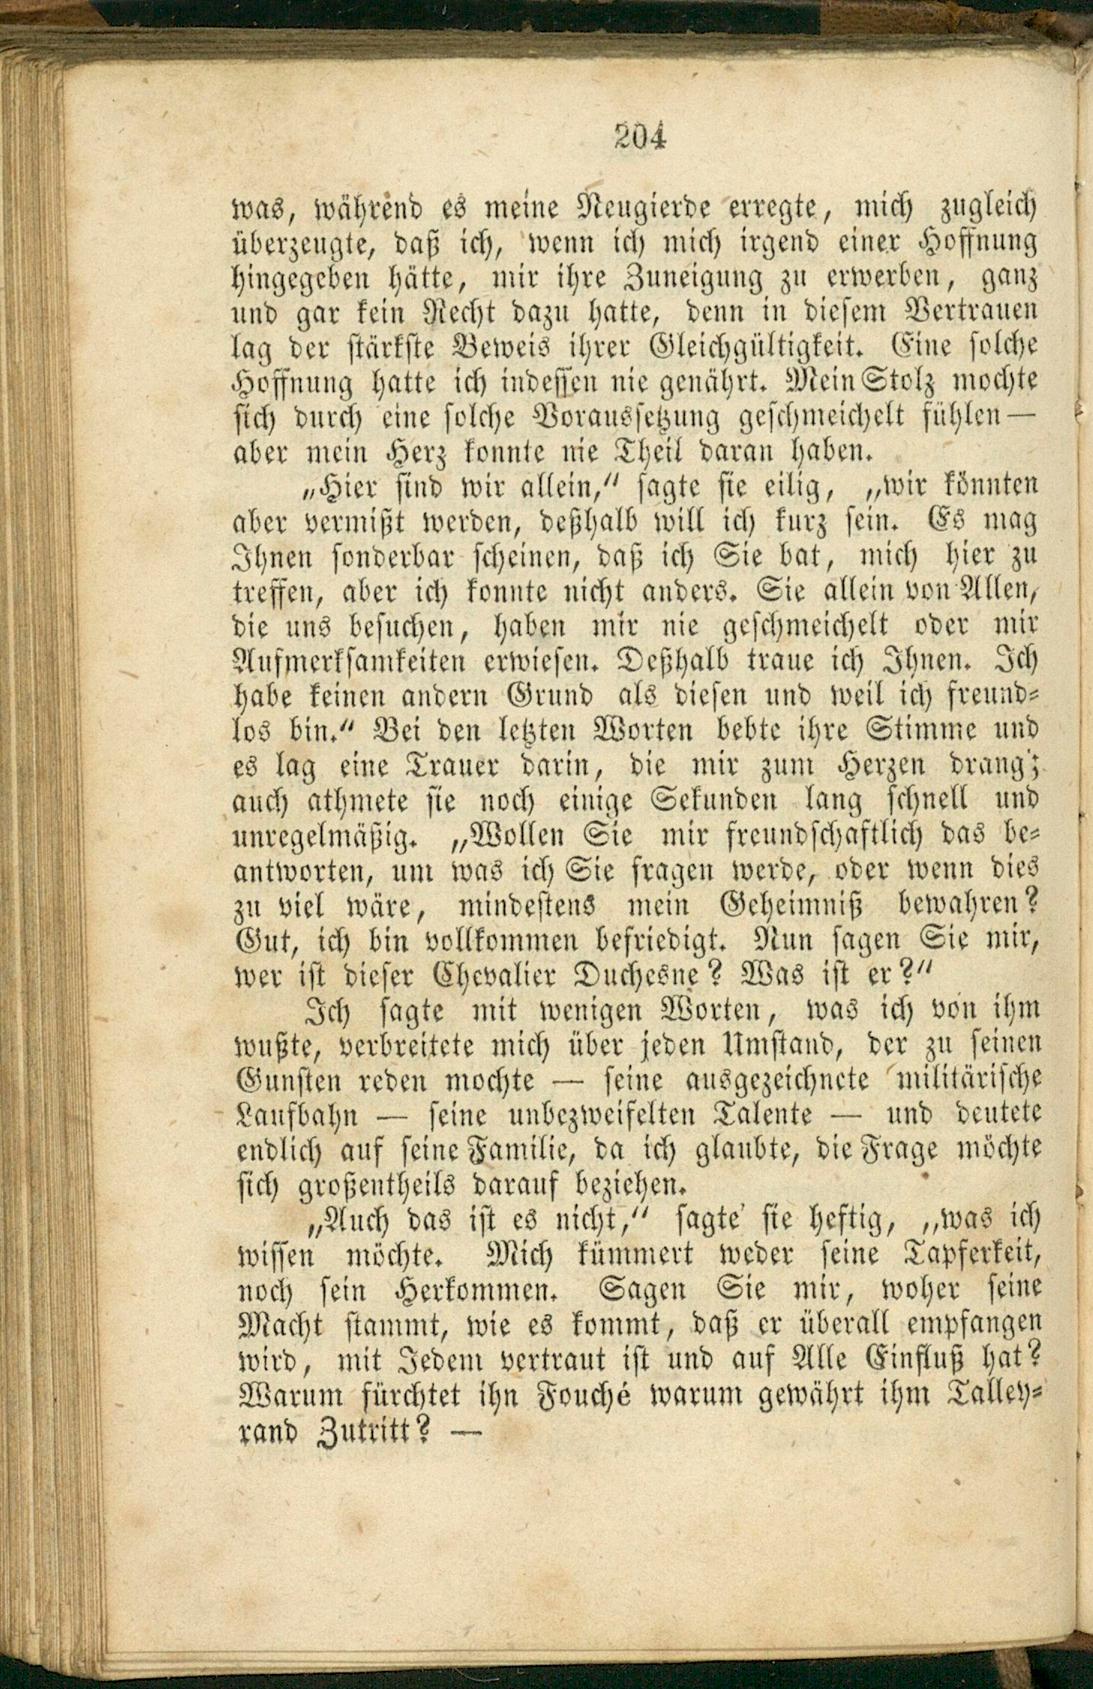 204
was, während es meine Neugierde erregte, mich zugleich
überzeugte, daß ich, wenn ich mich irgend einer Hoffnung
hingegeben hätte, mir ihre Zuneigung zu erwerben, ganz
und gar kein Recht dazu hatte, denn in diesem Vertrauen
lag der stärkste Beweis ihrer Gleichgültigkeit. Eine solche
Hoffnung hatte ich indessen nie genährt. Mein Stolz mochte
sich durch eine solche Voraussetzung geschmeichelt fühlen —
aber mein Herz konnte nie Theil daran haben.
„Hier sind wir allein,“ sagte sie eilig, „wir könnten
aber vermißt werden, deßhalb will ich kurz sein. Es mag
Ihnen sonderbar scheinen, daß ich Sie bat, mich hier zu
treffen, aber ich konnte nicht anders. Sie allein von Allen,
die uns besuchen, haben mir nie geschmeichelt oder mir
Aufmerksamkeiten erwiesen. Deßhalb traue ich Ihnen. Ich
habe keinen andern Grund als diesen und weil ich freund-
los bin.“ Bei den letzten Worten bebte ihre Stimme und
es lag eine Trauer darin, die mir zum Herzen drang;
auch athmete sie noch einige Sekunden lang schnell und
unregelmäßig. „Wollen Sie mir freundschaftlich das be-
antworten, um was ich Sie fragen werde, oder wenn dies
zu viel wäre, mindestens mein Geheimniß bewahren?
Gut, ich bin vollkommen befriedigt. Nun sagen Sie mir,
wer ist dieser Chevalier Duchesne? Was ist er?“
Ich sagte mit wenigen Worten, was ich von ihm
wußte, verbreitete mich über jeden Umstand, der zu seinen
Gunsten reden mochte — seine ausgezeichnete militärische
Laufbahn — seine unbezweifelten Talente — und deutete
endlich auf seine Familie, da ich glaubte, die Frage möchte
sich großentheils darauf beziehen.
„Auch das ist es nicht,“ sagte sie heftig, „was ich
wissen möchte. Mich kümmert weder seine Tapferkeit,
noch sein Herkommen. Sagen Sie mir, woher seine
Macht stammt, wie es kommt, daß er überall empfangen
wird, mit Jedem vertraut ist und auf Alle Einfluß hat?
Warum fürchtet ihn Fouché warum gewährt ihm Talley-
rand Zutritt? —